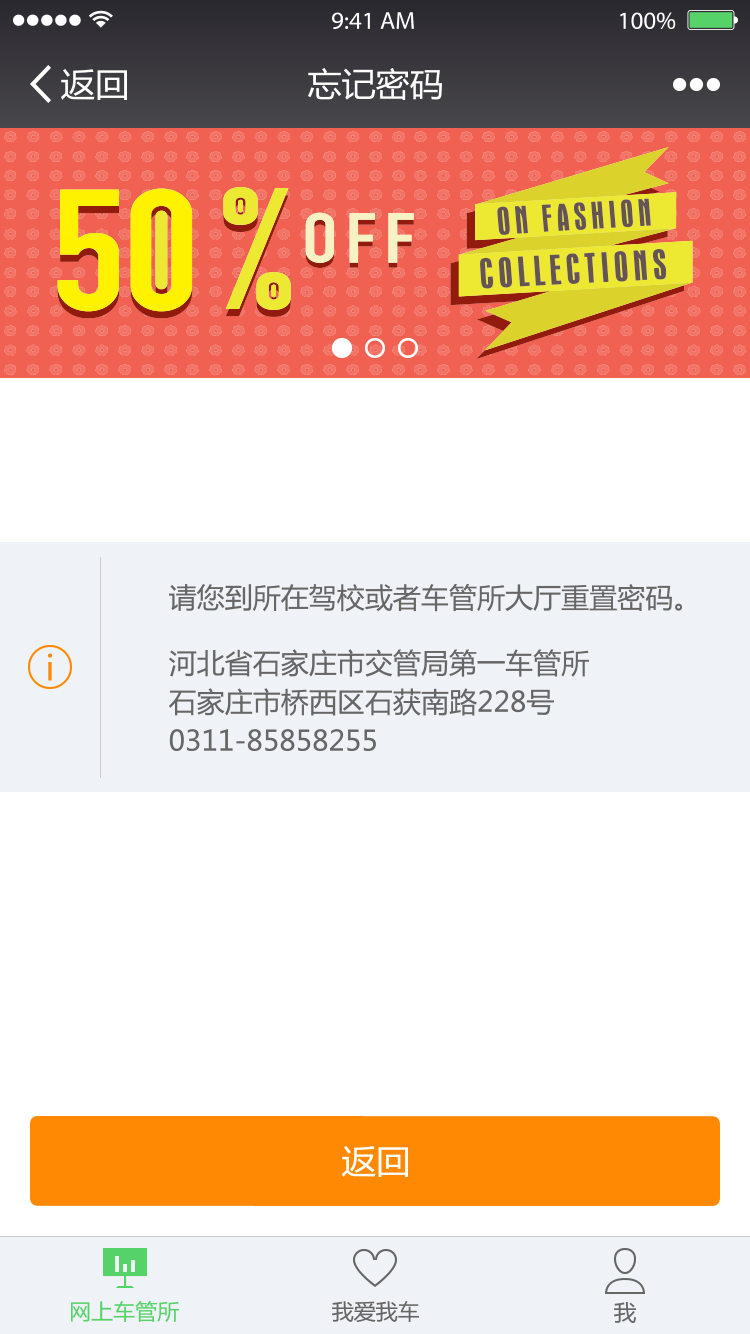 9:41 AM
100%
返回
忘记密码
50% OFF
ON FASHION
COLLECTIONS
请您到所在驾校或者车管所大厅重置密码。
河北省石家庄市交管局第一车管所
石家庄市桥西区石获南路228号
0311-85858255
返回
网上车管所
我爱我车
我